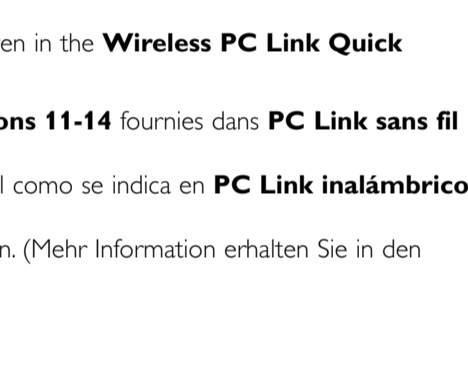 en in the Wireless PC Link Quick
ons 11-14 fournies dans PC Link sans fil
l como se indica en PC Link inalámbrico
n. (Mehr Information erhalten Sie in den